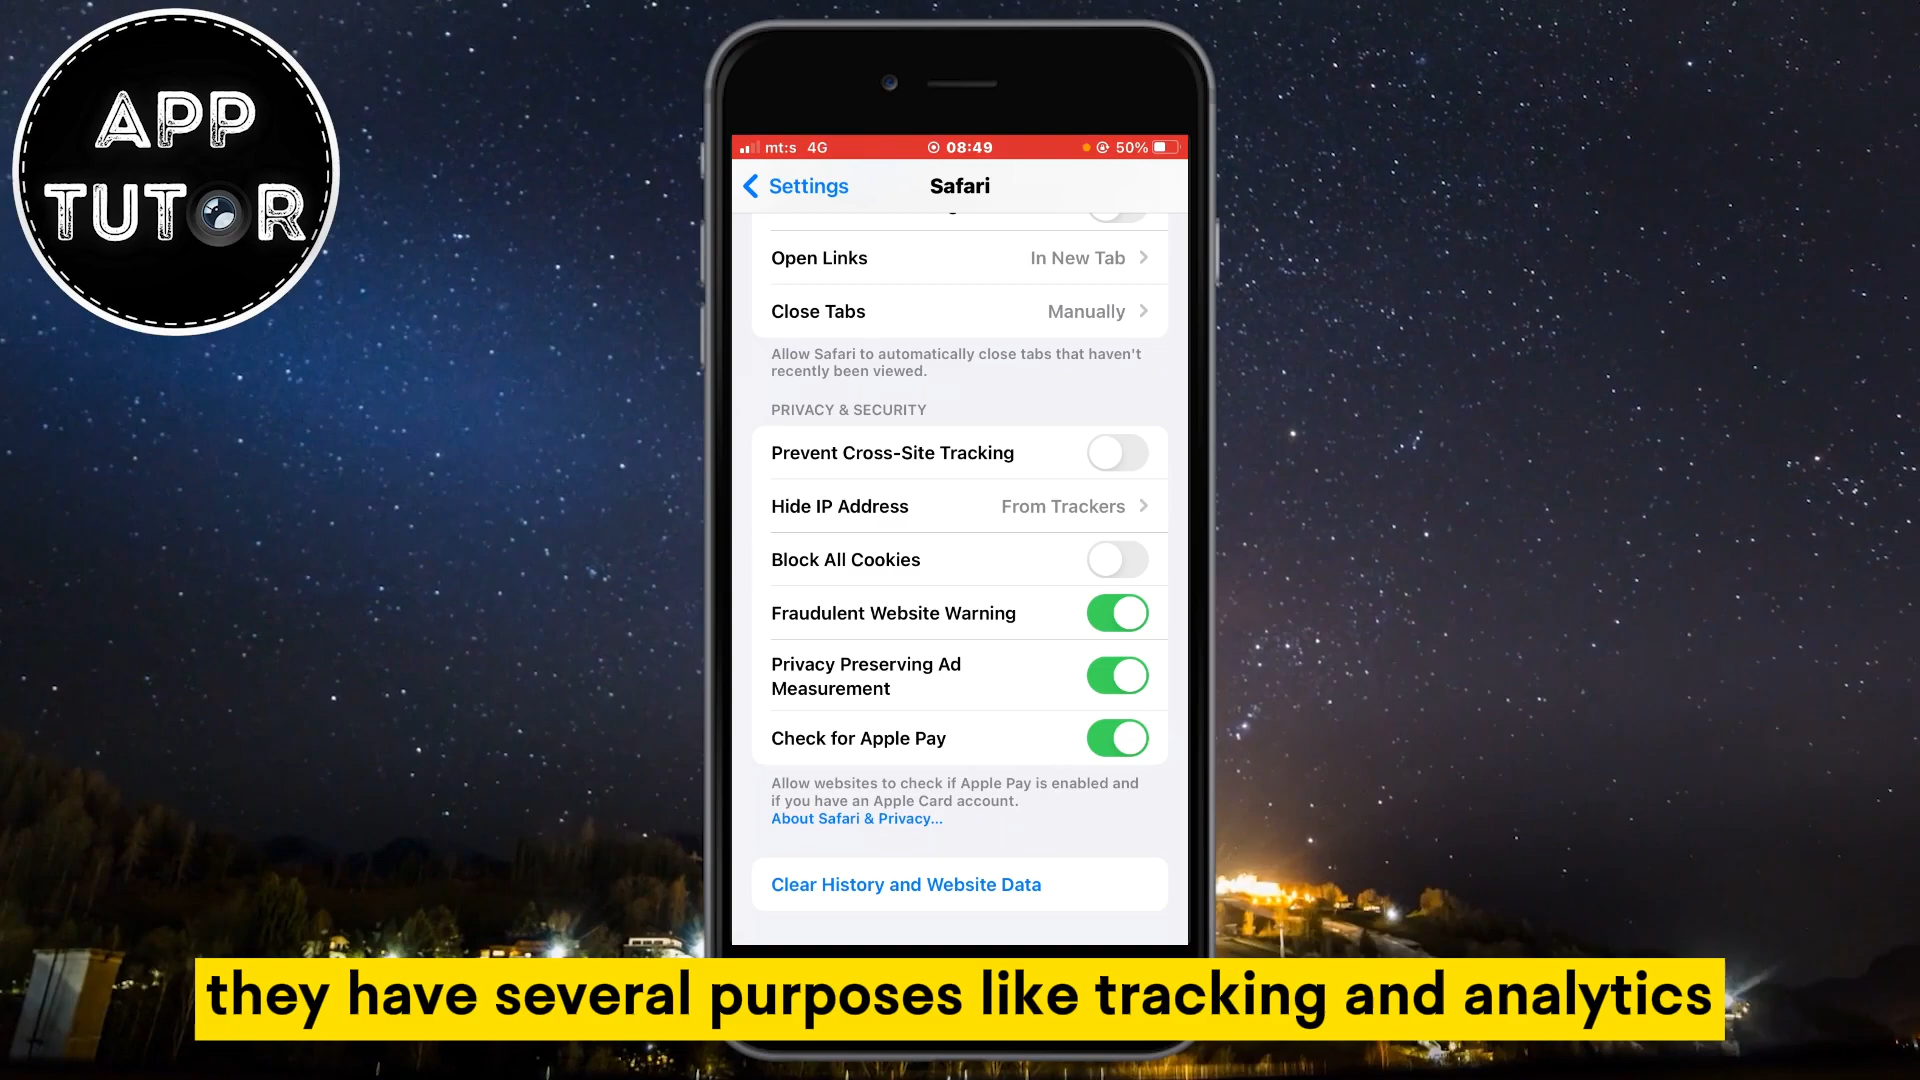 APP
TUTOR
mt:s 4G 08:49 50%
Settings Safari
Open Links In New Tab
Close Tabs Manually
Allow Safari to automatically close tabs that haven't
recently been viewed.
PRIVACY & SECURITY
Prevent Cross-Site Tracking
Hide IP Address From Trackers
Block All Cookies
Fraudulent Website Warning
Privacy Preserving Ad
Measurement
Check for Apple Pay
Allow websites to check if Apple Pay is enabled and
if you have an Apple Card account.
About Safari & Privacy...
Clear History and Website Data
they have several purposes like tracking and analytics